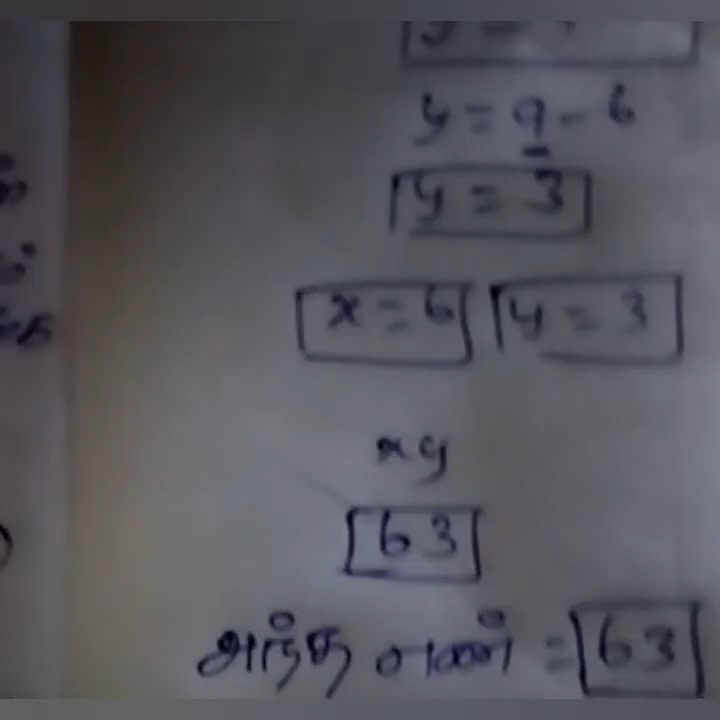 y = 9 - 6
y = 3
x = 6 y = 3
xy
63
அந்த எண் = 63